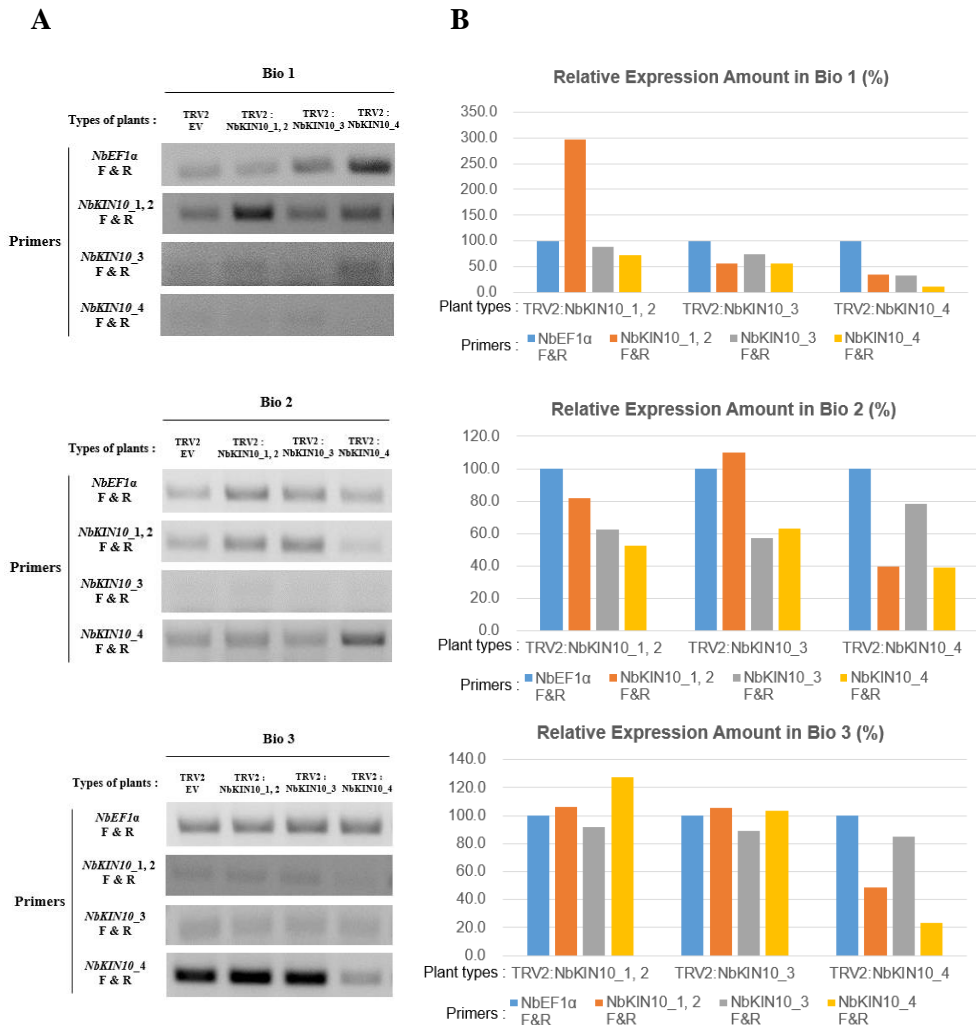 A
B
Bio 1
Types of plants :
TRV2 EV
TRV2 : NbKIN10_1, 2
TRV2 : NbKIN10_3
TRV2 : NbKIN10_4
Primers
NbEF1α F & R
NbKIN10_1, 2 F & R
NbKIN10_3 F & R
NbKIN10_4 F & R
Relative Expression Amount in Bio 1 (%)
350.0
300.0
250.0
200.0
150.0
100.0
50.0
0.0
Plant types : TRV2:NbKIN10_1, 2 TRV2:NbKIN10_3 TRV2:NbKIN10_4
Primers : NbEF1α F&R NbKIN10_1, 2 F&R NbKIN10_3 F&R NbKIN10_4 F&R
Bio 2
Types of plants :
TRV2 EV
TRV2 : NbKIN10_1, 2
TRV2 : NbKIN10_3
TRV2 : NbKIN10_4
Primers
NbEF1α F & R
NbKIN10_1, 2 F & R
NbKIN10_3 F & R
NbKIN10_4 F & R
Relative Expression Amount in Bio 2 (%)
120.0
100.0
80.0
60.0
40.0
20.0
0.0
Plant types : TRV2:NbKIN10_1, 2 TRV2:NbKIN10_3 TRV2:NbKIN10_4
Primers : NbEF1α F&R NbKIN10_1, 2 F&R NbKIN10_3 F&R NbKIN10_4 F&R
Bio 3
Types of plants :
TRV2 EV
TRV2 : NbKIN10_1, 2
TRV2 : NbKIN10_3
TRV2 : NbKIN10_4
Primers
NbEF1α F & R
NbKIN10_1, 2 F & R
NbKIN10_3 F & R
NbKIN10_4 F & R
Relative Expression Amount in Bio 3 (%)
140.0
120.0
100.0
80.0
60.0
40.0
20.0
0.0
Plant types : TRV2:NbKIN10_1, 2 TRV2:NbKIN10_3 TRV2:NbKIN10_4
Primers : NbEF1α F&R NbKIN10_1, 2 F&R NbKIN10_3 F&R NbKIN10_4 F&R